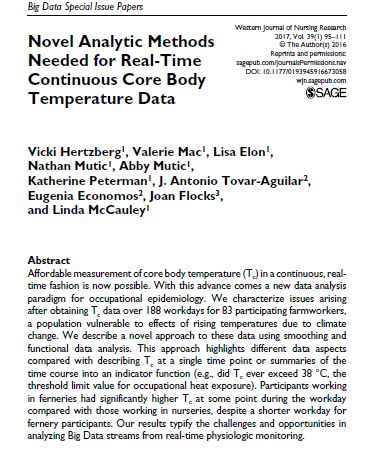 Big Data Special Issue Papers
Novel Analytic Methods
Needed for Real-Time
Continuous Core Body
Temperature Data
Western Journal of Nursing Research
2017, Vol. 39(1) 95–111
© The Author(s) 2016
Reprints and permissions:
sagepub.com/journalsPermissions.nav
DOI: 10.1177/0193945916673058
wjn.sagepub.com
SAGE
Vicki Hertzberg¹, Valerie Mac¹, Lisa Elon¹,
Nathan Mutic¹, Abby Mutic¹,
Katherine Peterman¹, J. Antonio Tovar-Aguilar²,
Eugenia Economos², Joan Flocks³,
and Linda McCauley¹
Abstract
Affordable measurement of core body temperature (Tc) in a continuous, real-
time fashion is now possible. With this advance comes a new data analysis
paradigm for occupational epidemiology. We characterize issues arising
after obtaining Tc data over 188 workdays for 83 participating farmworkers,
a population vulnerable to effects of rising temperatures due to climate
change. We describe a novel approach to these data using smoothing and
functional data analysis. This approach highlights different data aspects
compared with describing Tc at a single time point or summaries of the
time course into an indicator function (e.g., did Tc ever exceed 38 °C, the
threshold limit value for occupational heat exposure). Participants working
in ferneries had significantly higher Tc at some point during the workday
compared with those working in nurseries, despite a shorter workday for
fernery participants. Our results typify the challenges and opportunities in
analyzing Big Data streams from real-time physiologic monitoring.